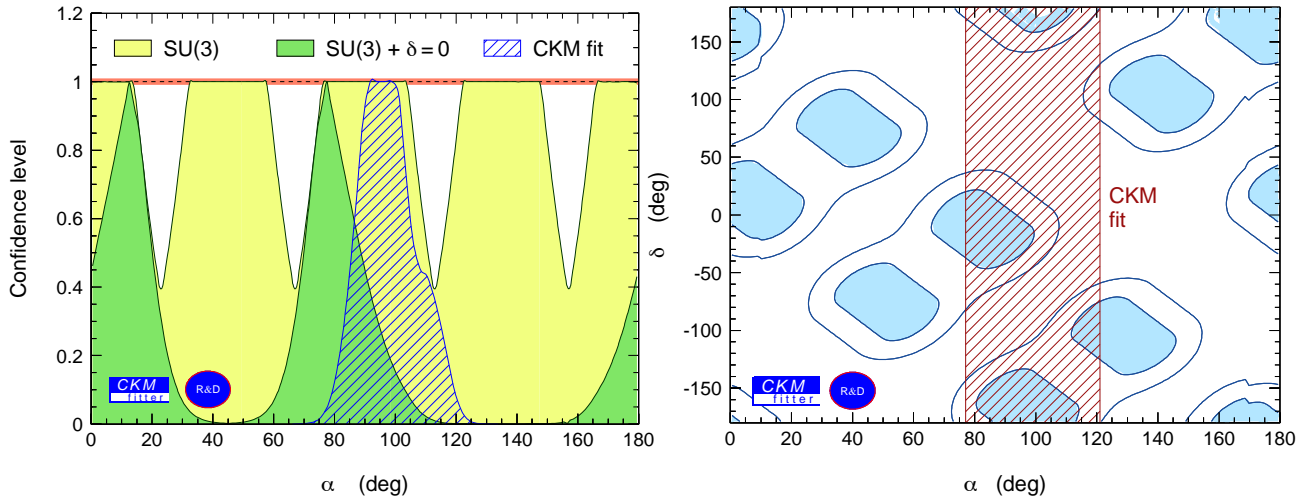 SU(3)
SU(3) + δ = 0
CKM fit
Confidence level
1.2
1
0.8
0.6
0.4
0.2
0
0 20 40 60 80 100 120 140 160 180
α (deg)
CKM
fitter
R&D
δ (deg)
150
100
50
0
-50
-100
-150
0 20 40 60 80 100 120 140 160 180
α (deg)
CKM
fit
CKM
fitter
R&D